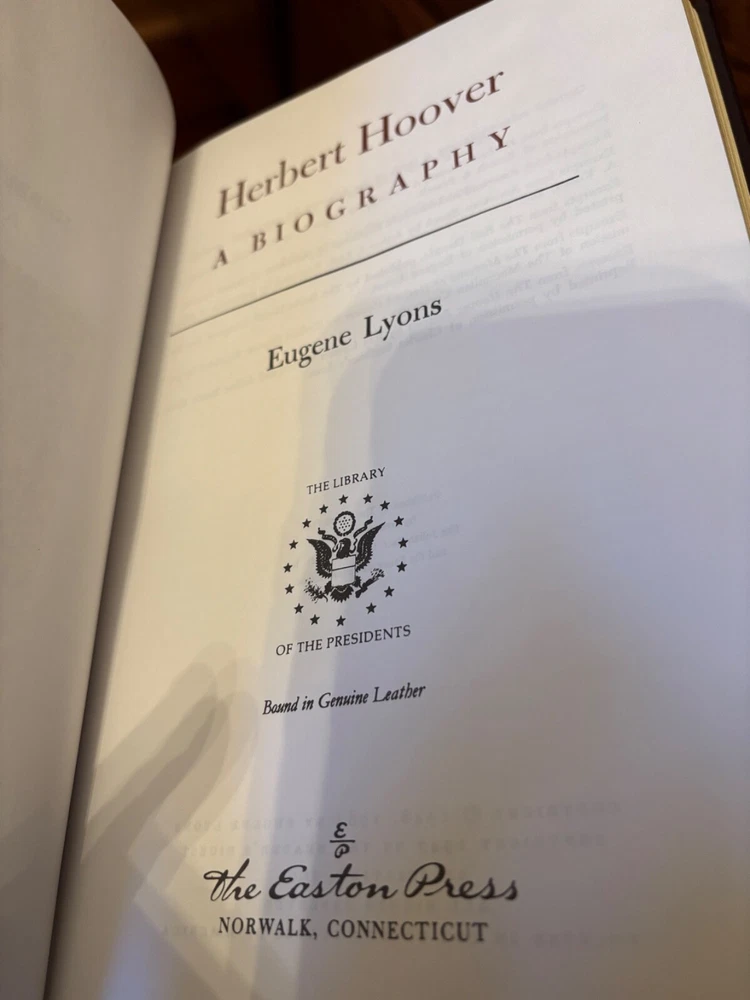 Herbert Hoover
A BIOGRAPHY
Eugene Lyons
THE LIBRARY
OF THE PRESIDENTS
Bound in Genuine Leather
E
P
The Easton Press
NORWALK, CONNECTICUT